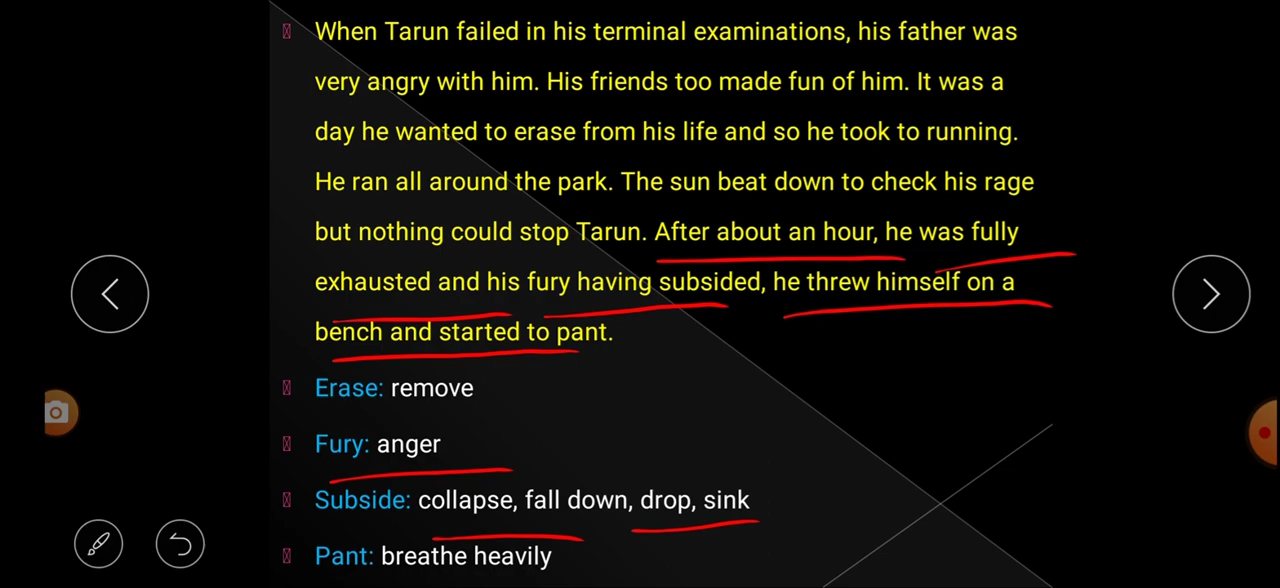 When Tarun failed in his terminal examinations, his father was
very angry with him. His friends too made fun of him. It was a
day he wanted to erase from his life and so he took to running.
He ran all around the park. The sun beat down to check his rage
but nothing could stop Tarun. After about an hour, he was fully
exhausted and his fury having subsided, he threw himself on a
bench and started to pant.
Erase: remove
Fury: anger
Subside: collapse, fall down, drop, sink
Pant: breathe heavily